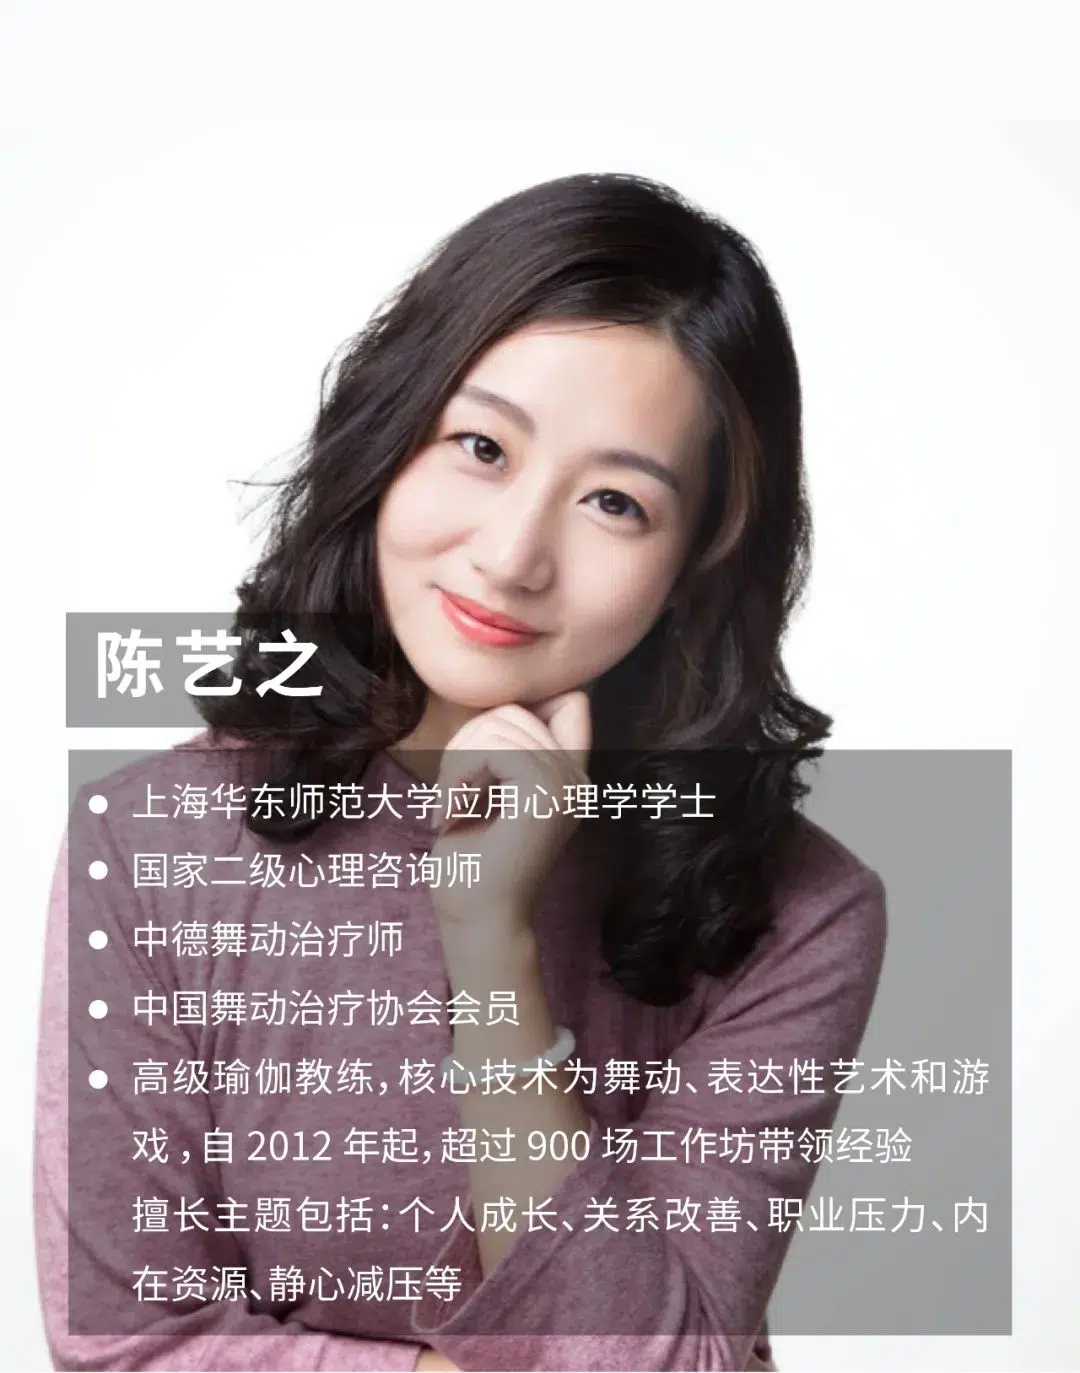 陈艺之
● 上海华东师范大学应用心理学学士
● 国家二级心理咨询师
● 中德舞动治疗师
● 中国舞动治疗协会会员
● 高级瑜伽教练，核心技术为舞动、表达性艺术和游
戏，自 2012 年起，超过 900 场工作坊带领经验
擅长主题包括：个人成长、关系改善、职业压力、内
在资源、静心减压等